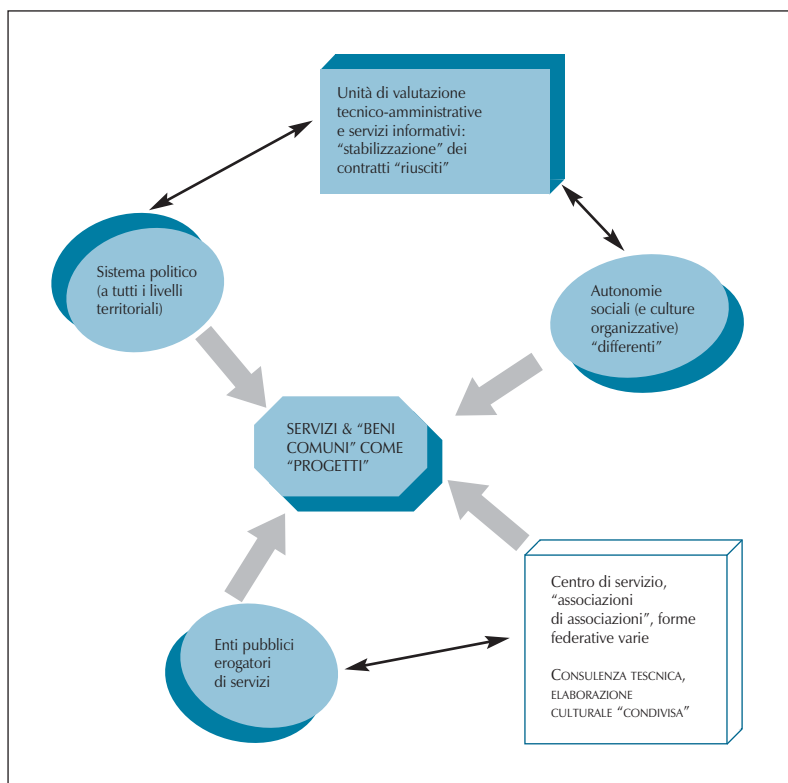 Unità di valutazione
tecnico-amministrative
e servizi informativi:
“stabilizzazione” dei
contratti “riusciti”
Sistema politico
(a tutti i livelli
territoriali)
Autonomie
sociali (e culture
organizzative)
“differenti”
SERVIZI & “BENI
COMUNI” COME
“PROGETTI”
Centro di servizio,
“associazioni
di associazioni”, forme
federative varie
CONSULENZA TESCNICA,
ELABORAZIONE
CULTURALE “CONDIVISA”
Enti pubblici
erogatori
di servizi